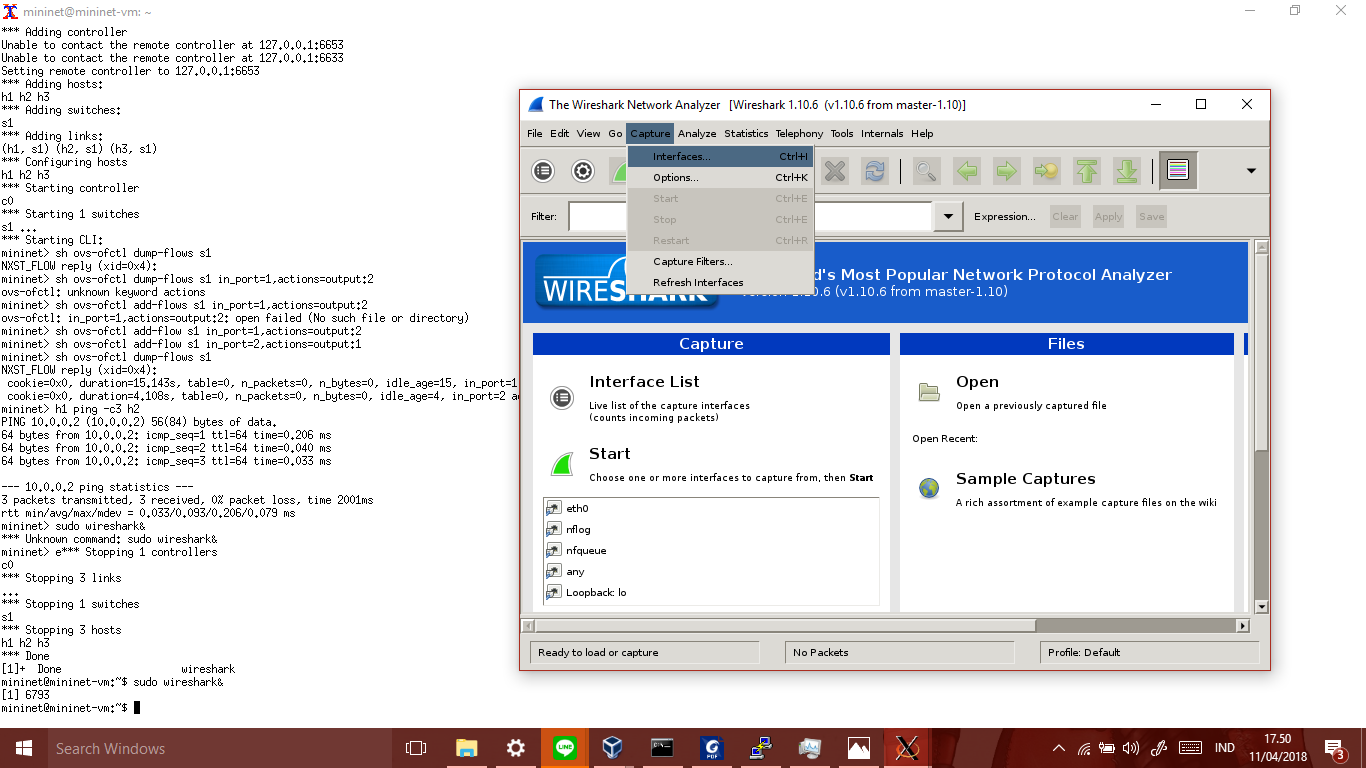 mininet@mininet-vm: ~
*** Adding controller
Unable to contact the remote controller at 127.0.0.1:6653
Unable to contact the remote controller at 127.0.0.1:6633
Setting remote controller to 127.0.0.1:6653
*** Adding hosts:
h1 h2 h3
*** Adding switches:
s1
*** Adding links:
(h1, s1) (h2, s1) (h3, s1)
*** Configuring hosts
h1 h2 h3
*** Starting controller
c0
*** Starting 1 switches
s1 ...
*** Starting CLI:
mininet> sh ovs-ofctl dump-flows s1
NXST_FLOW reply (xid=0x4):
mininet> sh ovs-ofctl dump-flows s1 in_port=1,actions=output:2
ovs-ofctl: unknown keyword actions
mininet> sh ovs-ofctl add-flows s1 in_port=1,actions=output:2
ovs-ofctl: in_port=1,actions=output:2: open failed (No such file or directory)
mininet> sh ovs-ofctl add-flow s1 in_port=1,actions=output:2
mininet> sh ovs-ofctl add-flow s1 in_port=2,actions=output:1
mininet> sh ovs-ofctl dump-flows s1
NXST_FLOW reply (xid=0x4):
cookie=0x0, duration=15.143s, table=0, n_packets=0, n_bytes=0, idle_age=15, in_port=1
cookie=0x0, duration=4.108s, table=0, n_packets=0, n_bytes=0, idle_age=4, in_port=2 ac
mininet> h1 ping -c3 h2
PING 10.0.0.2 (10.0.0.2) 56(84) bytes of data.
64 bytes from 10.0.0.2: icmp_seq=1 ttl=64 time=0.206 ms
64 bytes from 10.0.0.2: icmp_seq=2 ttl=64 time=0.040 ms
64 bytes from 10.0.0.2: icmp_seq=3 ttl=64 time=0.033 ms
--- 10.0.0.2 ping statistics ---
3 packets transmitted, 3 received, 0% packet loss, time 2001ms
rtt min/avg/max/mdev = 0.033/0.093/0.206/0.079 ms
mininet> sudo wireshark&
*** Unknown command: sudo wireshark&
mininet> e*** Stopping 1 controllers
c0
*** Stopping 3 links
...
*** Stopping 1 switches
s1
*** Stopping 3 hosts
h1 h2 h3
*** Done
[1]+  Done                    wireshark
mininet@mininet-vm:~$ sudo wireshark&
[1] 6793
mininet@mininet-vm:~$
The Wireshark Network Analyzer [Wireshark 1.10.6 (v1.10.6 from master-1.10)]
File Edit View Go Capture Analyze Statistics Telephony Tools Internals Help
Interfaces... Ctrl+I
Options... Ctrl+K
Start Ctrl+E
Stop Ctrl+E
Restart Ctrl+R
Capture Filters...
Refresh Interfaces
Filter: Expression... Clear Apply Save
WIRESHARK
d's Most Popular Network Protocol Analyzer
10.6 (v1.10.6 from master-1.10)
Capture
Interface List
Live list of the capture interfaces
(counts incoming packets)
Start
Choose one or more interfaces to capture from, then Start
eth0
nflog
nfqueue
any
Loopback: lo
Files
Open
Open a previously captured file
Open Recent:
Sample Captures
A rich assortment of example capture files on the wiki
Ready to load or capture
No Packets
Profile: Default
Search Windows
LINE
PDF
IND
17.50
11/04/2018
3